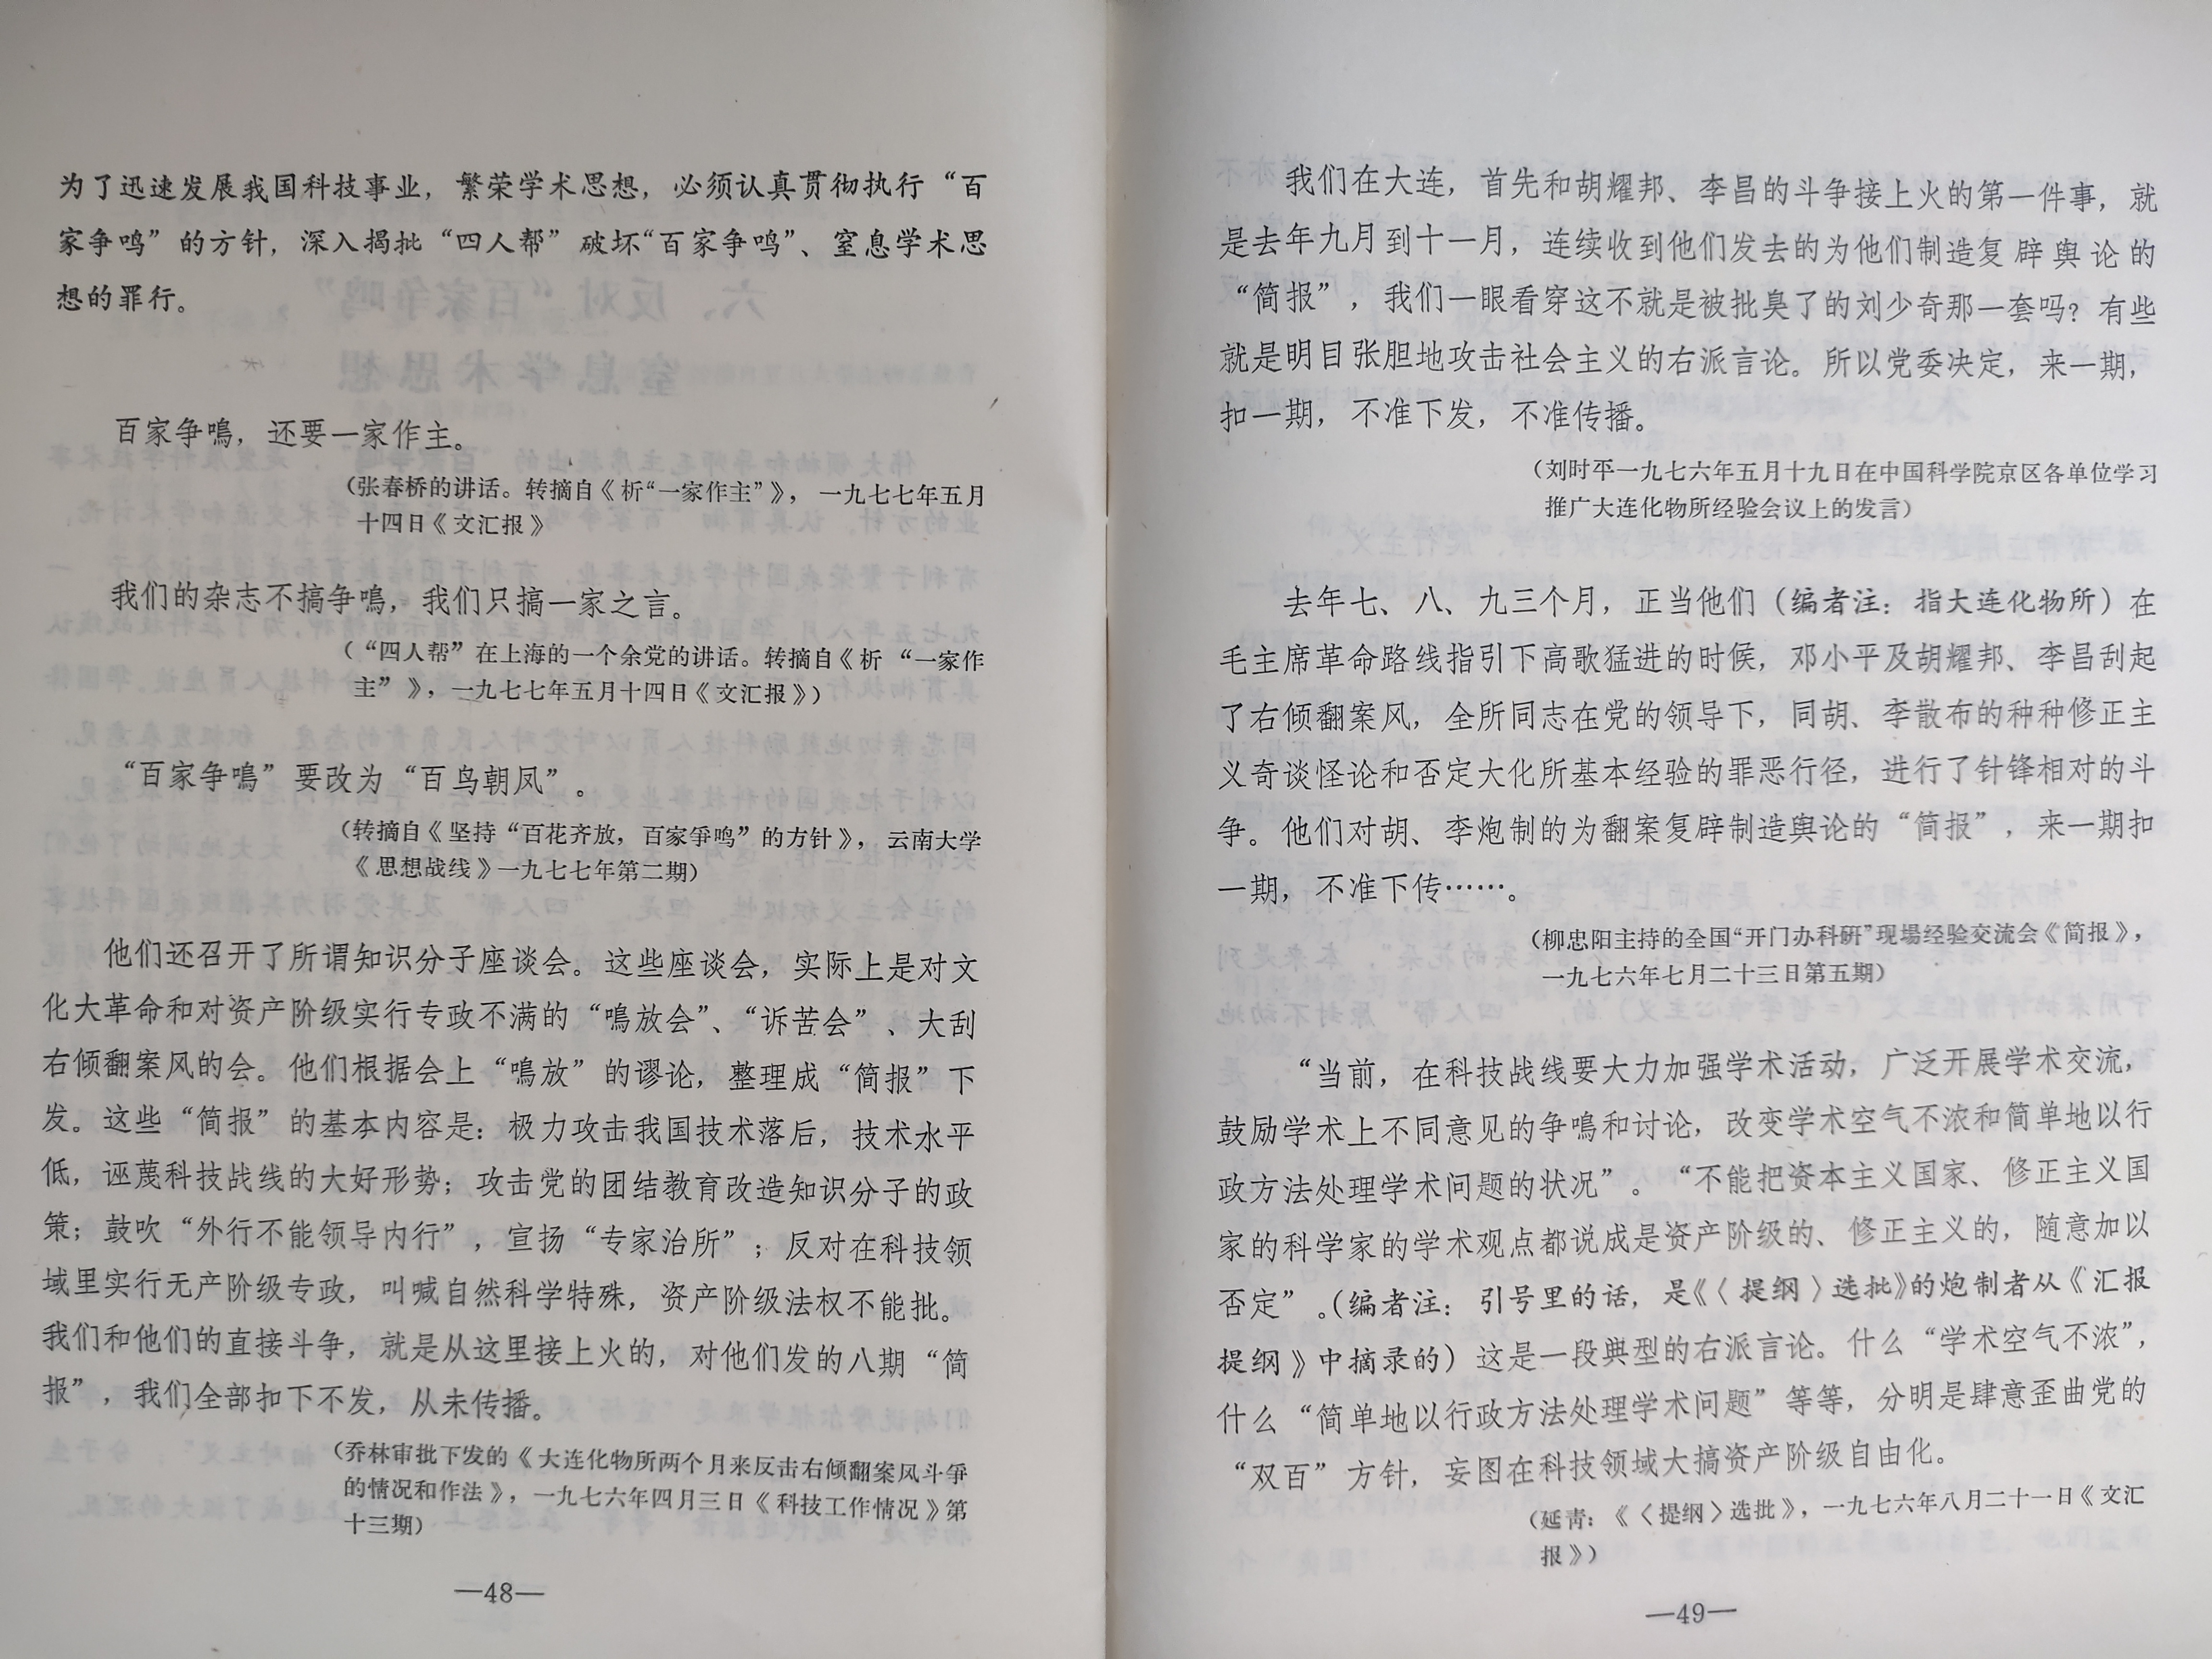 为了迅速发展我国科技事业，繁荣学术思想，必须认真贯彻执行“百
家争鸣”的方针，深入揭批“四人帮”破坏“百家争鸣”、窒息学术思
想的罪行。
百家争鳴，还要一家作主。
（张春桥的讲话。转摘自《析“一家作主”》，一九七七年五月
十四日《文汇报》
我们的杂志不搞争鳴，我们只搞一家之言。
（“四人帮”在上海的一个余党的讲话。转摘自《析“一家作
主”》，一九七七年五月十四日《文汇报》）
“百家争鳴”要改为“百鸟朝凤”。
（转摘自《坚持“百花齐放，百家爭鸣”的方针》，云南大学
《思想战线》一九七七年第二期）
他们还召开了所谓知识分子座谈会。这些座谈会，实际上是对文
化大革命和对资产阶级实行专政不满的“鳴放会”、“诉苦会”、大刮
右倾翻案风的会。他们根据会上“鳴放”的谬论，整理成“简报”下
发。这些“简报”的基本内容是：极力攻击我国技术落后，技术水平
低，诬蔑科技战线的大好形势；攻击党的团结教育改造知识分子的政
策；鼓吹“外行不能领导内行”，宣扬“专家治所”；反对在科技领
域里实行无产阶级专政，叫喊自然科学特殊，资产阶级法权不能批。
我们和他们的直接斗争，就是从这里接上火的，对他们发的八期“简
报”，我们全部扣下不发，从未传播。
（乔林审批下发的《大连化物所两个月来反击右倾翻案风斗爭
的情况和作法》，一九七六年四月三日《科技工作情况》第
十三期）
—48—
我们在大连，首先和胡耀邦、李昌的斗争接上火的第一件事，就
是去年九月到十一月，连续收到他们发去的为他们制造复辟舆论的
“简报”，我们一眼看穿这不就是被批臭了的刘少奇那一套吗？有些
就是明目张胆地攻击社会主义的右派言论。所以党委决定，来一期，
扣一期，不准下发，不准传播。
（刘时平一九七六年五月十九日在中国科学院京区各单位学习
推广大连化物所经验会议上的发言）
去年七、八、九三个月，正当他们（编者注：指大连化物所）在
毛主席革命路线指引下高歌猛进的时候，邓小平及胡耀邦、李昌刮起
了右倾翻案风，全所同志在党的领导下，同胡、李散布的种种修正主
义奇谈怪论和否定大化所基本经验的罪恶行径，进行了针锋相对的斗
争。他们对胡、李炮制的为翻案复辟制造舆论的“简报”，来一期扣
一期，不准下传……。
（柳忠阳主持的全国“开门办科研”现場经验交流会《简报》，
一九七六年七月二十三日第五期）
“当前，在科技战线要大力加强学术活动，广泛开展学术交流，
鼓励学术上不同意见的争鳴和讨论，改变学术空气不浓和简单地以行
政方法处理学术问题的状况”。“不能把资本主义国家、修正主义国
家的科学家的学术观点都说成是资产阶级的、修正主义的，随意加以
否定”。（编者注：引号里的话，是《〈提纲〉选批》的炮制者从《汇报
提纲》中摘录的）这是一段典型的右派言论。什么“学术空气不浓”，
什么“简单地以行政方法处理学术问题”等等，分明是肆意歪曲党的
“双百”方针，妄图在科技领域大搞资产阶级自由化。
（延青：《〈提纲〉选批》，一九七六年八月二十一日《文汇
报》）
—49—